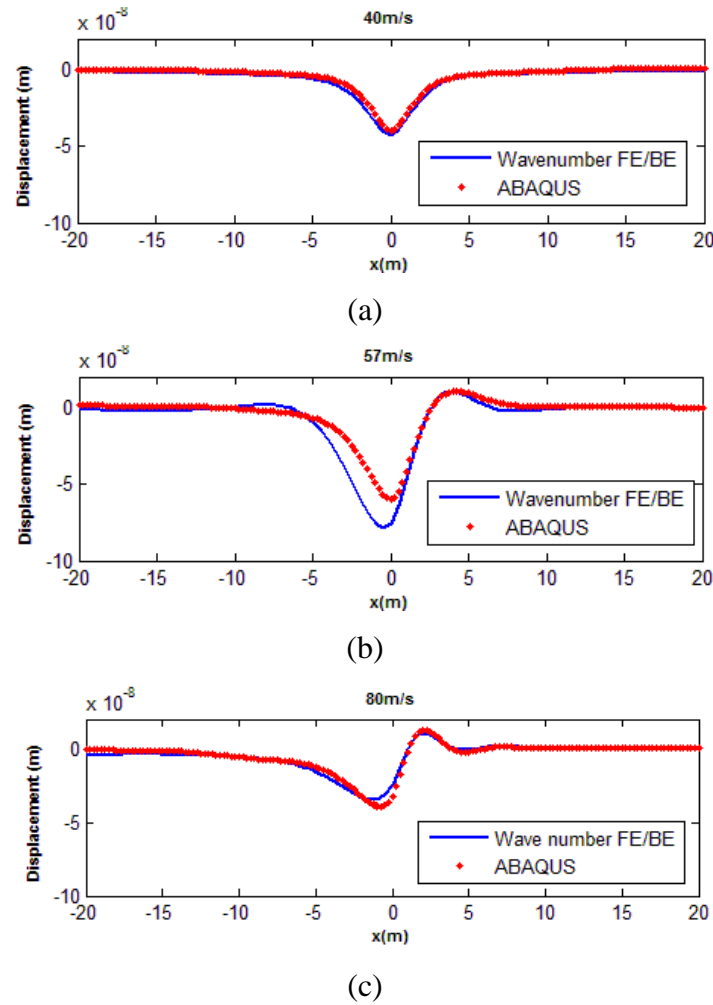 x 10-8
40m/s
Displacement (m)
0
-5
-10
Wavenumber FE/BE
ABAQUS
-20 -15 -10 -5 0 5 10 15 20
x(m)
(a)
x 10-8
57m/s
Displacement (m)
0
-5
-10
Wavenumber FE/BE
ABAQUS
-20 -15 -10 -5 0 5 10 15 20
x(m)
(b)
x 10-8
80m/s
Displacement (m)
0
-5
-10
Wave number FE/BE
ABAQUS
-20 -15 -10 -5 0 5 10 15 20
x(m)
(c)